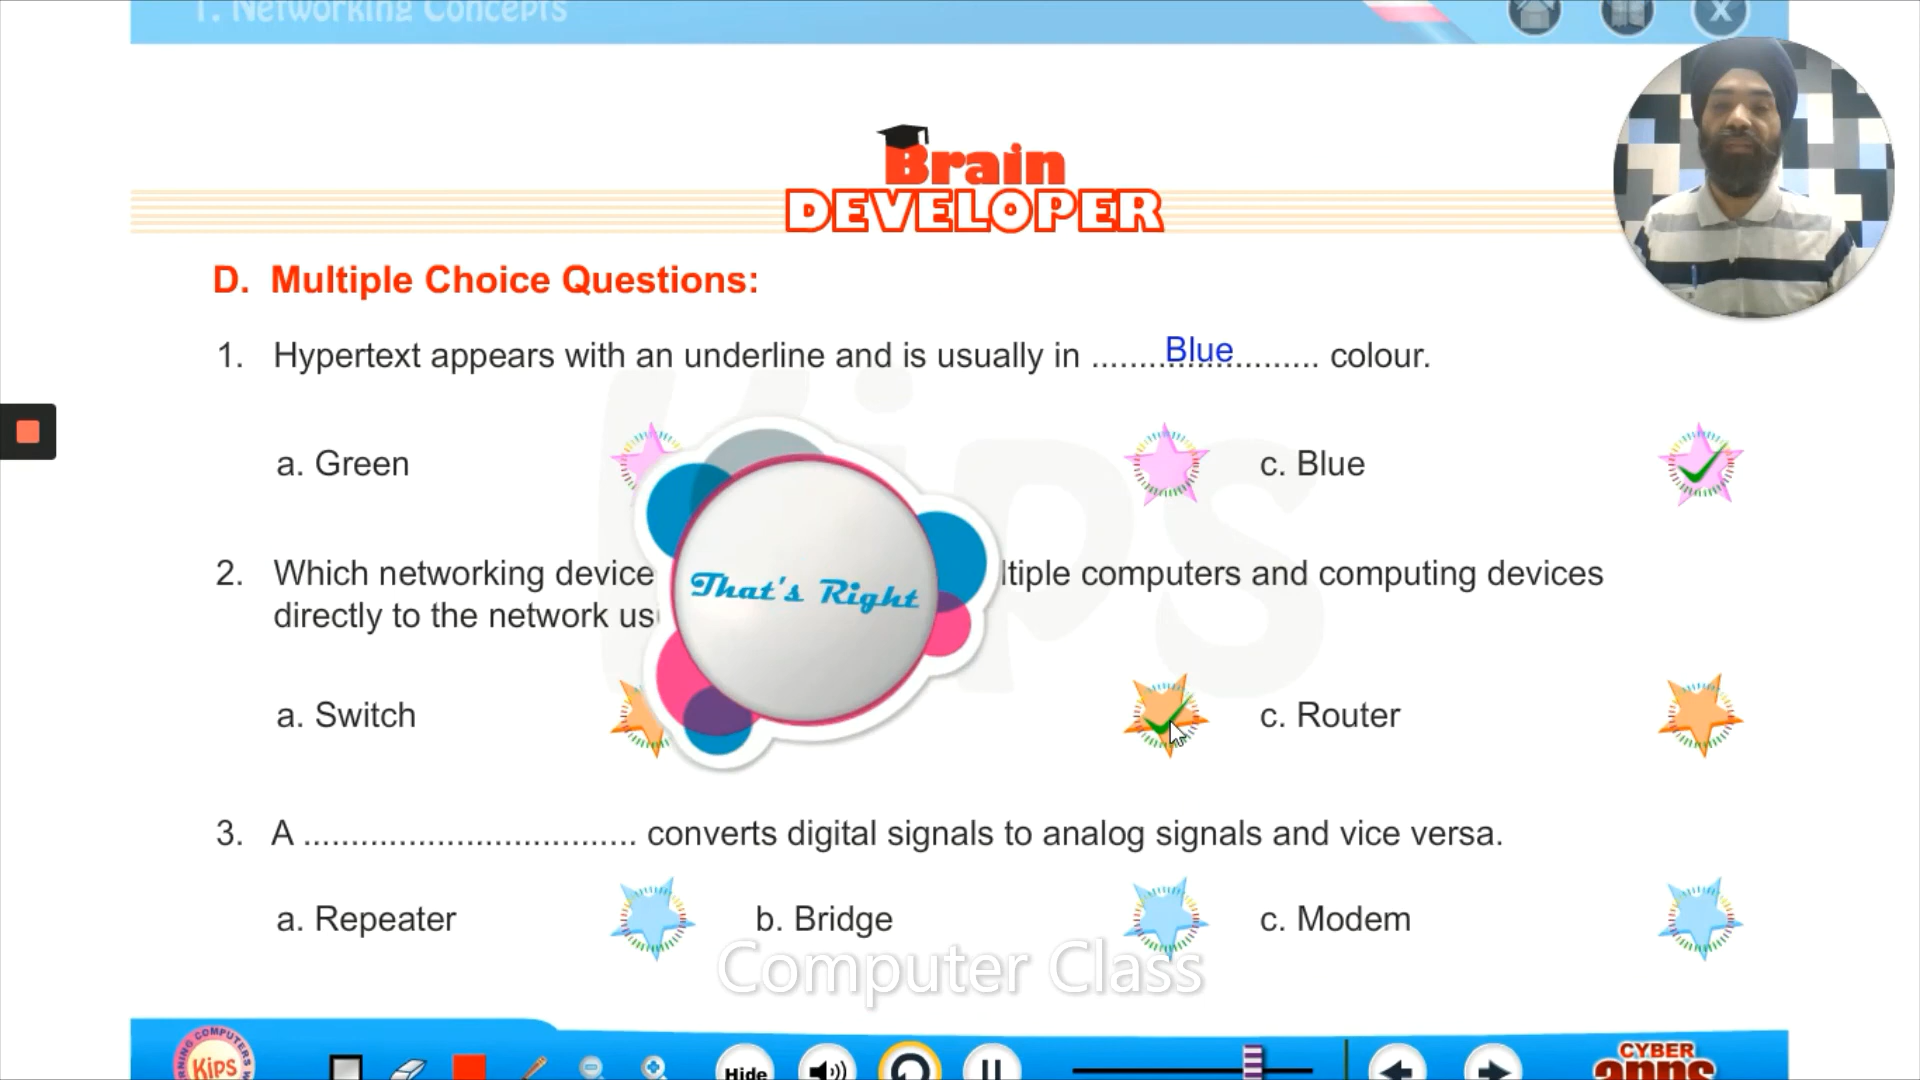 1. Networking Concepts
X
Brain
DEVELOPER
D. Multiple Choice Questions:
1. Hypertext appears with an underline and is usually in ........Blue........ colour.
a. Green
c. Blue
2. Which networking device ltiple computers and computing devices
directly to the network us
That's Right
a. Switch
c. Router
3. A ................................... converts digital signals to analog signals and vice versa.
a. Repeater
b. Bridge
c. Modem
Kips
Computer Class
Kips
Hide
CYBER
apps